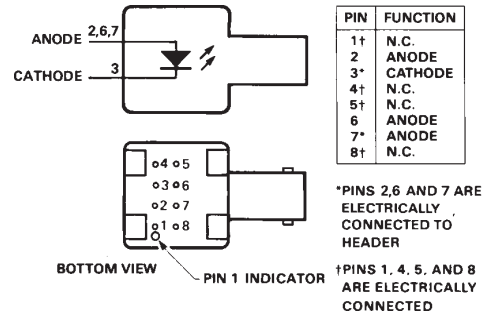 ANODE 2,6,7
CATHODE 3
PIN FUNCTION
1† N.C.
2 ANODE
3* CATHODE
4† N.C.
5† N.C.
6 ANODE
7* ANODE
8† N.C.
4 5
3 6
2 7
1 8
BOTTOM VIEW
PIN 1 INDICATOR
*PINS 2,6 AND 7 ARE
ELECTRICALLY
CONNECTED TO
HEADER
†PINS 1, 4, 5, AND 8
ARE ELECTRICALLY
CONNECTED